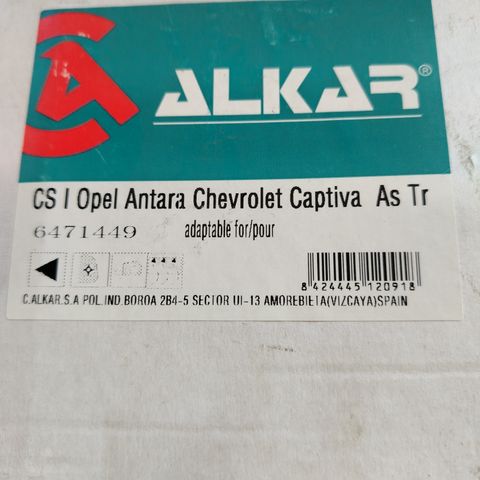 ALKAR®
CS I Opel Antara Chevrolet Captiva As Tr
6471449 adaptable for/pour
8 424445 120918
C.ALKAR.S.A POL.IND.BOROA 2B4-5 SECTOR UI-13 AMOREBIETA(VIZCAYA)SPAIN